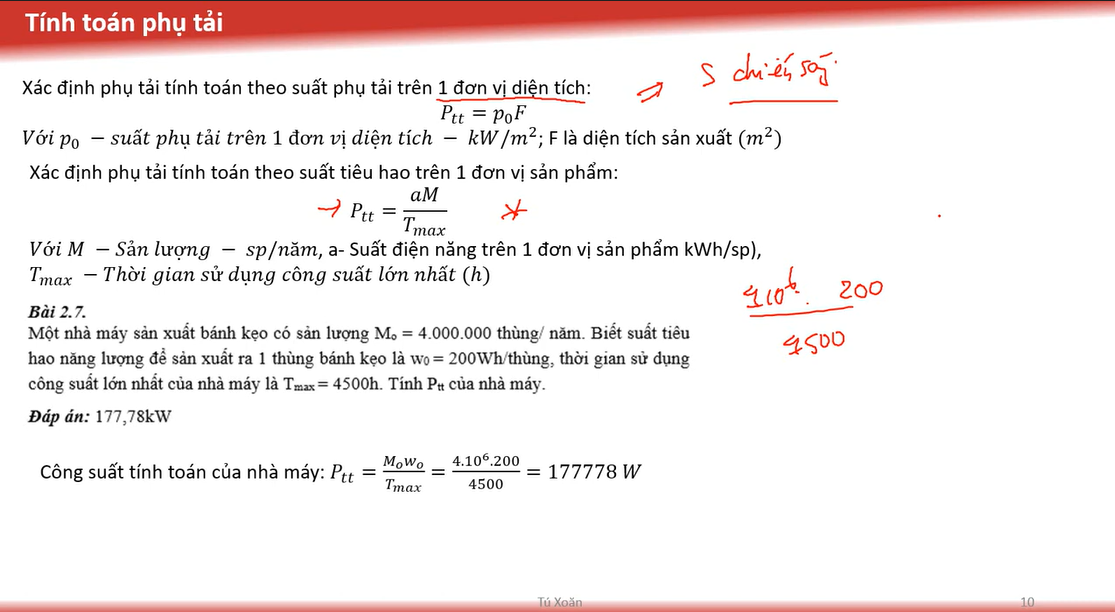 Tính toán phụ tải
S chiếu sáng
Xác định phụ tải tính toán theo suất phụ tải trên 1 đơn vị diện tích:
P_tt = p_0F
Với p_0 − suất phụ tải trên 1 đơn vị diện tích − kW/m²; F là diện tích sản xuất (m²)
Xác định phụ tải tính toán theo suất tiêu hao trên 1 đơn vị sản phẩm:
→ P_tt = aM/T_max *
Với M − Sản lượng − sp/năm, a- Suất điện năng trên 1 đơn vị sản phẩm kWh/sp),
T_max − Thời gian sử dụng công suất lớn nhất (h)
4 10⁶. 200
4500
Bài 2.7.
Một nhà máy sản xuất bánh kẹo có sản lượng M₀ = 4.000.000 thùng/ năm. Biết suất tiêu
hao năng lượng để sản xuất ra 1 thùng bánh kẹo là w₀ = 200Wh/thùng, thời gian sử dụng
công suất lớn nhất của nhà máy là T_max = 4500h. Tính P_tt của nhà máy.
Đáp án: 177,78kW
Công suất tính toán của nhà máy: P_tt = M_ow_o/T_max = 4.10⁶.200/4500 = 177778 W
Tú Xoăn
10